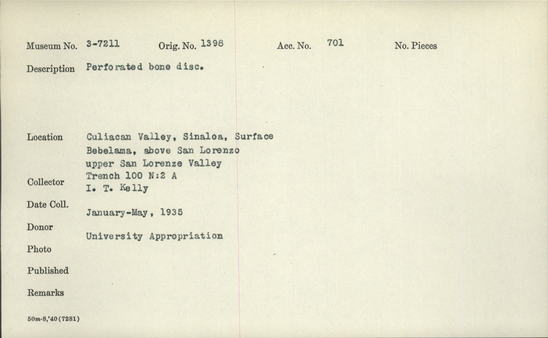 Museum No. 3-7211 Orig. No. 1398 Acc. No. 701 No. Pieces
Description Perforated bone disc.
Location Culiacan Valley, Sinaloa, Surface
Bebelama, above San Lorenzo
upper San Lorenze Valley
Trench 100 N:2 A
Collector I. T. Kelly
Date Coll. January-May, 1935
Donor University Appropriation
Photo
Published
Remarks
50m-8,'40(7281)